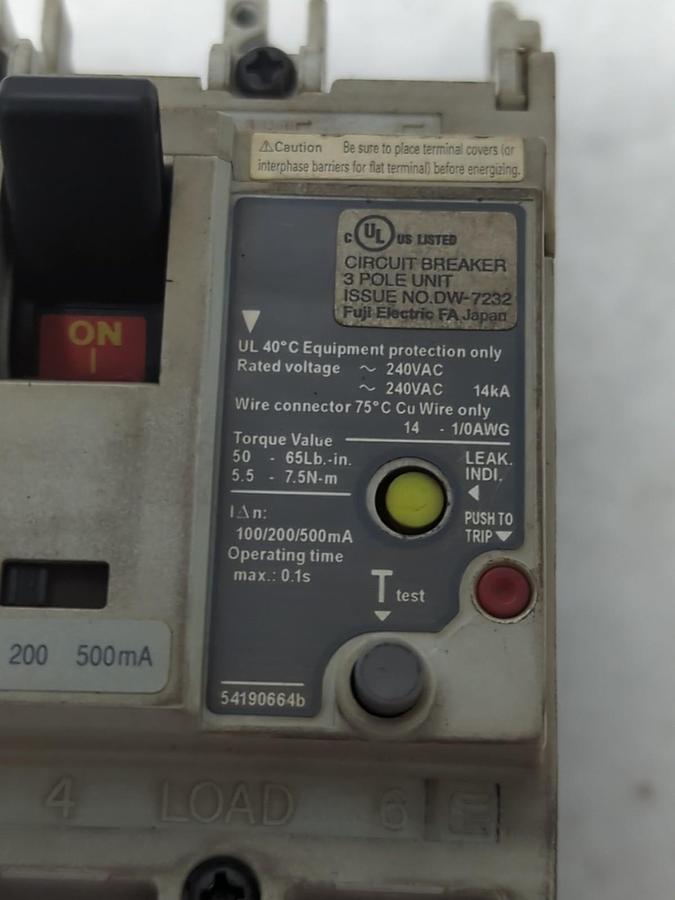 ⚠Caution Be sure to place terminal covers (or
interphase barriers for flat terminal) before energizing.
c UL US LISTED
CIRCUIT BREAKER
3 POLE UNIT
ISSUE NO.DW-7232
Fuji Electric FA Japan
ON
I
UL 40°C Equipment protection only
Rated voltage ~ 240VAC
~ 240VAC 14kA
Wire connector 75°C Cu Wire only
14 - 1/0AWG
Torque Value
50 - 65Lb.-in.
5.5 - 7.5N-m
LEAK.
INDI.
IΔn:
100/200/500mA
PUSH TO
TRIP
Operating time
max.: 0.1s
T test
200 500mA
54190664b
4 LOAD 6